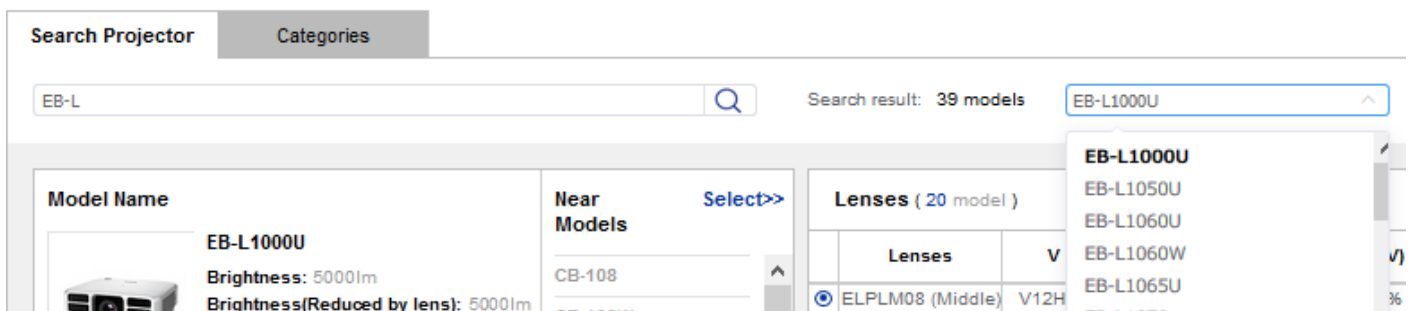 Search Projector
Categories
EB-L
Search result: 39 models
EB-L1000U
EB-L1000U
EB-L1050U
EB-L1060U
EB-L1060W
EB-L1065U
Model Name
EB-L1000U
Brightness: 5000lm
Brightness(Reduced by lens): 5000lm
Near
Models
Select>>
CB-108
Lenses ( 20 model )
Lenses
V
V)
ELPLM08 (Middle)
V12H
%